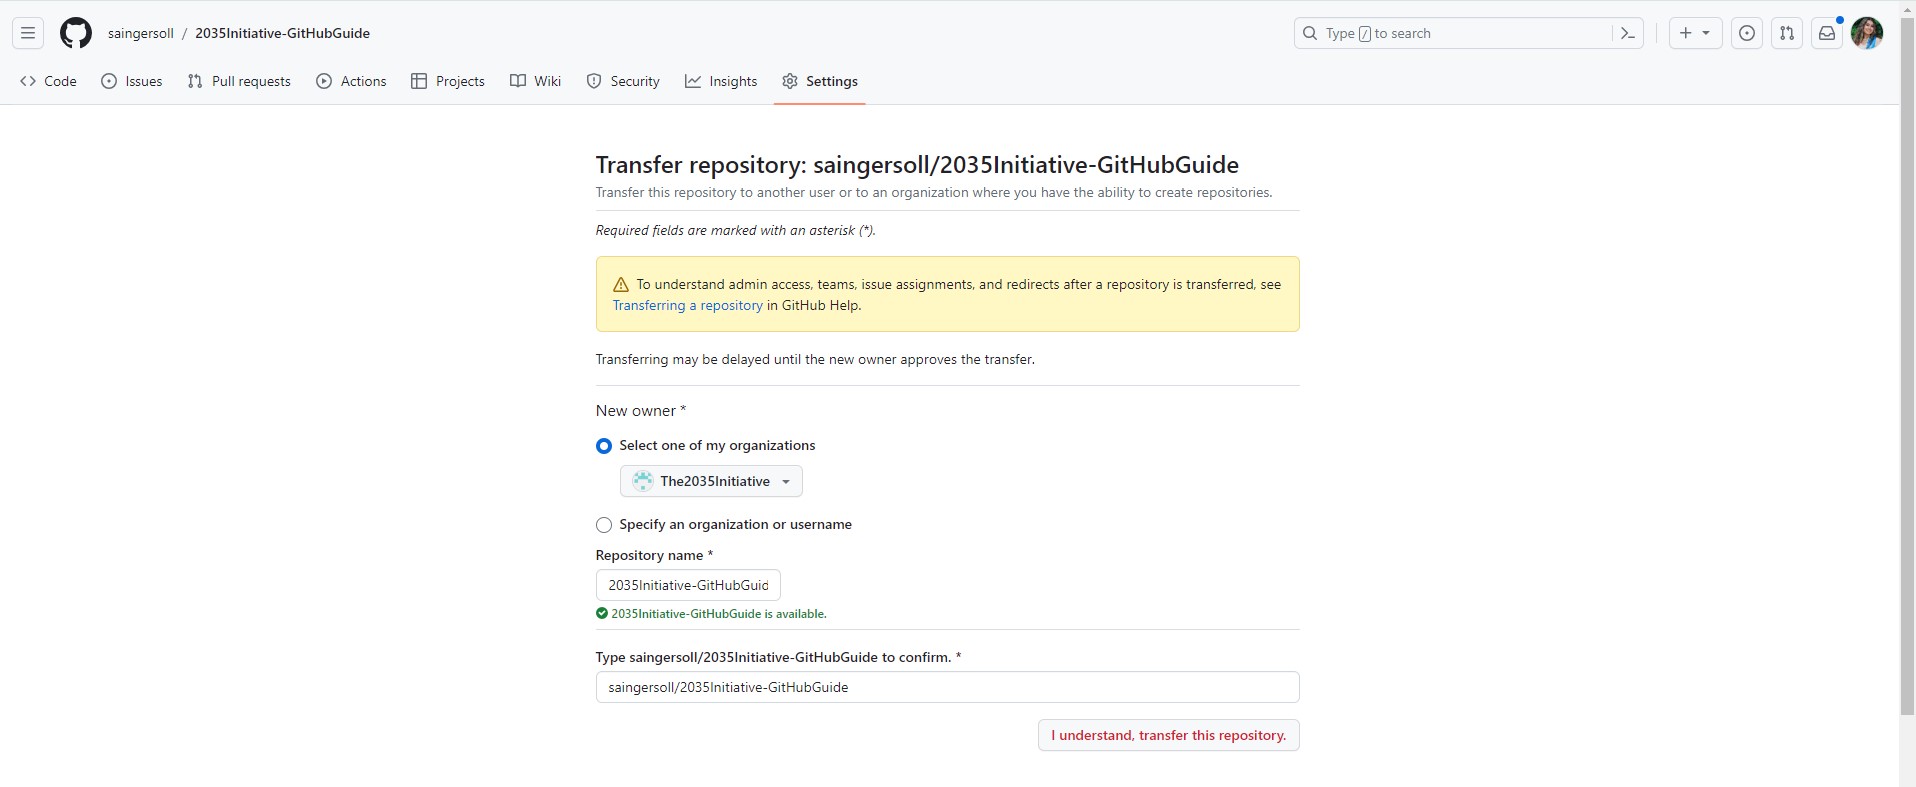 saingersoll / 2035Initiative-GitHubGuide
Type / to search
Code Issues Pull requests Actions Projects Wiki Security Insights Settings
Transfer repository: saingersoll/2035Initiative-GitHubGuide
Transfer this repository to another user or to an organization where you have the ability to create repositories.
Required fields are marked with an asterisk (*).
To understand admin access, teams, issue assignments, and redirects after a repository is transferred, see
Transferring a repository in GitHub Help.
Transferring may be delayed until the new owner approves the transfer.
New owner *
Select one of my organizations
The2035Initiative
Specify an organization or username
Repository name *
2035Initiative-GitHubGuid
2035Initiative-GitHubGuide is available.
Type saingersoll/2035Initiative-GitHubGuide to confirm. *
saingersoll/2035Initiative-GitHubGuide
I understand, transfer this repository.